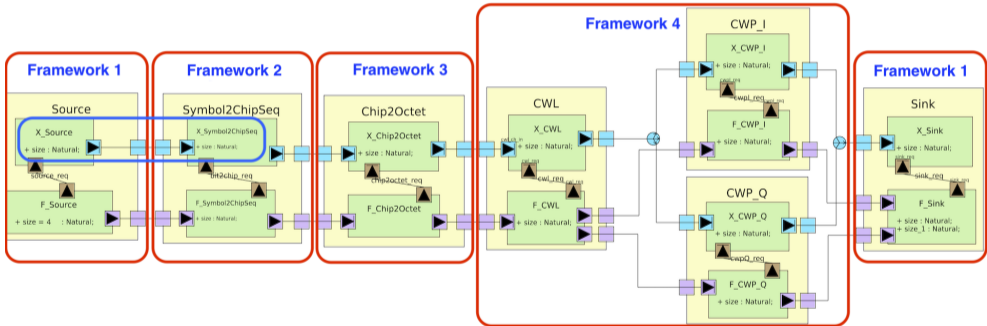 Framework 1
Source
X_Source
+ size : Natural;
source_req
F_Source
+ size = 4 : Natural;
Framework 2
Symbol2ChipSeq
X_Symbol2ChipSeq
+ size : Natural;
bit2chip_req
F_Symbol2ChipSeq
+ size : Natural;
Framework 3
Chip2Octet
X_Chip2Octet
+ size : Natural;
chip2octet_req
F_Chip2Octet
Framework 4
CWL
X_CWL
+ size : Natural;
cwl_req
F_CWL
+ size : Natural;
CWP_I
X_CWP_I
+ size : Natural;
cwpI_req
F_CWP_I
+ size : Natural;
CWP_Q
X_CWP_Q
+ size : Natural;
cwpQ_req
F_CWP_Q
+ size : Natural;
Framework 1
Sink
X_Sink
+ size : Natural;
sink_req
F_Sink
+ size : Natural;
+ size_1 : Natural;